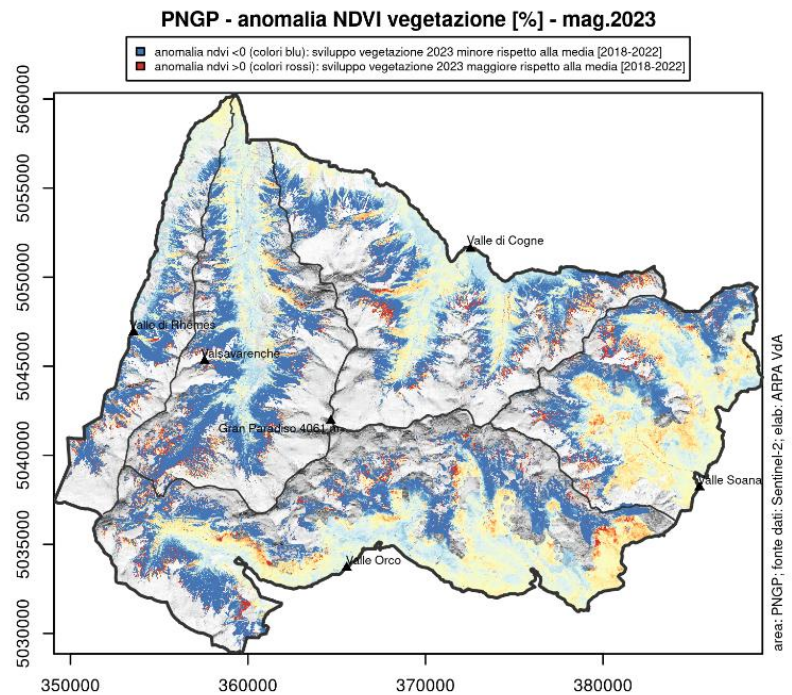 PNGP - anomalia NDVI vegetazione [%] - mag.2023
anomalia ndvi <0 (colori blu): sviluppo vegetazione 2023 minore rispetto alla media [2018-2022]
anomalia ndvi >0 (colori rossi): sviluppo vegetazione 2023 maggiore rispetto alla media [2018-2022]
5060000
5055000
5050000
5045000
5040000
5035000
5030000
Valle di Cogne
Valle di Rhêmes
Valsavarenche
Gran Paradiso 4061 m
Valle Soana
Valle Orco
350000
360000
370000
380000
area: PNGP; fonte dati: Sentinel-2; elab: ARPA VdA